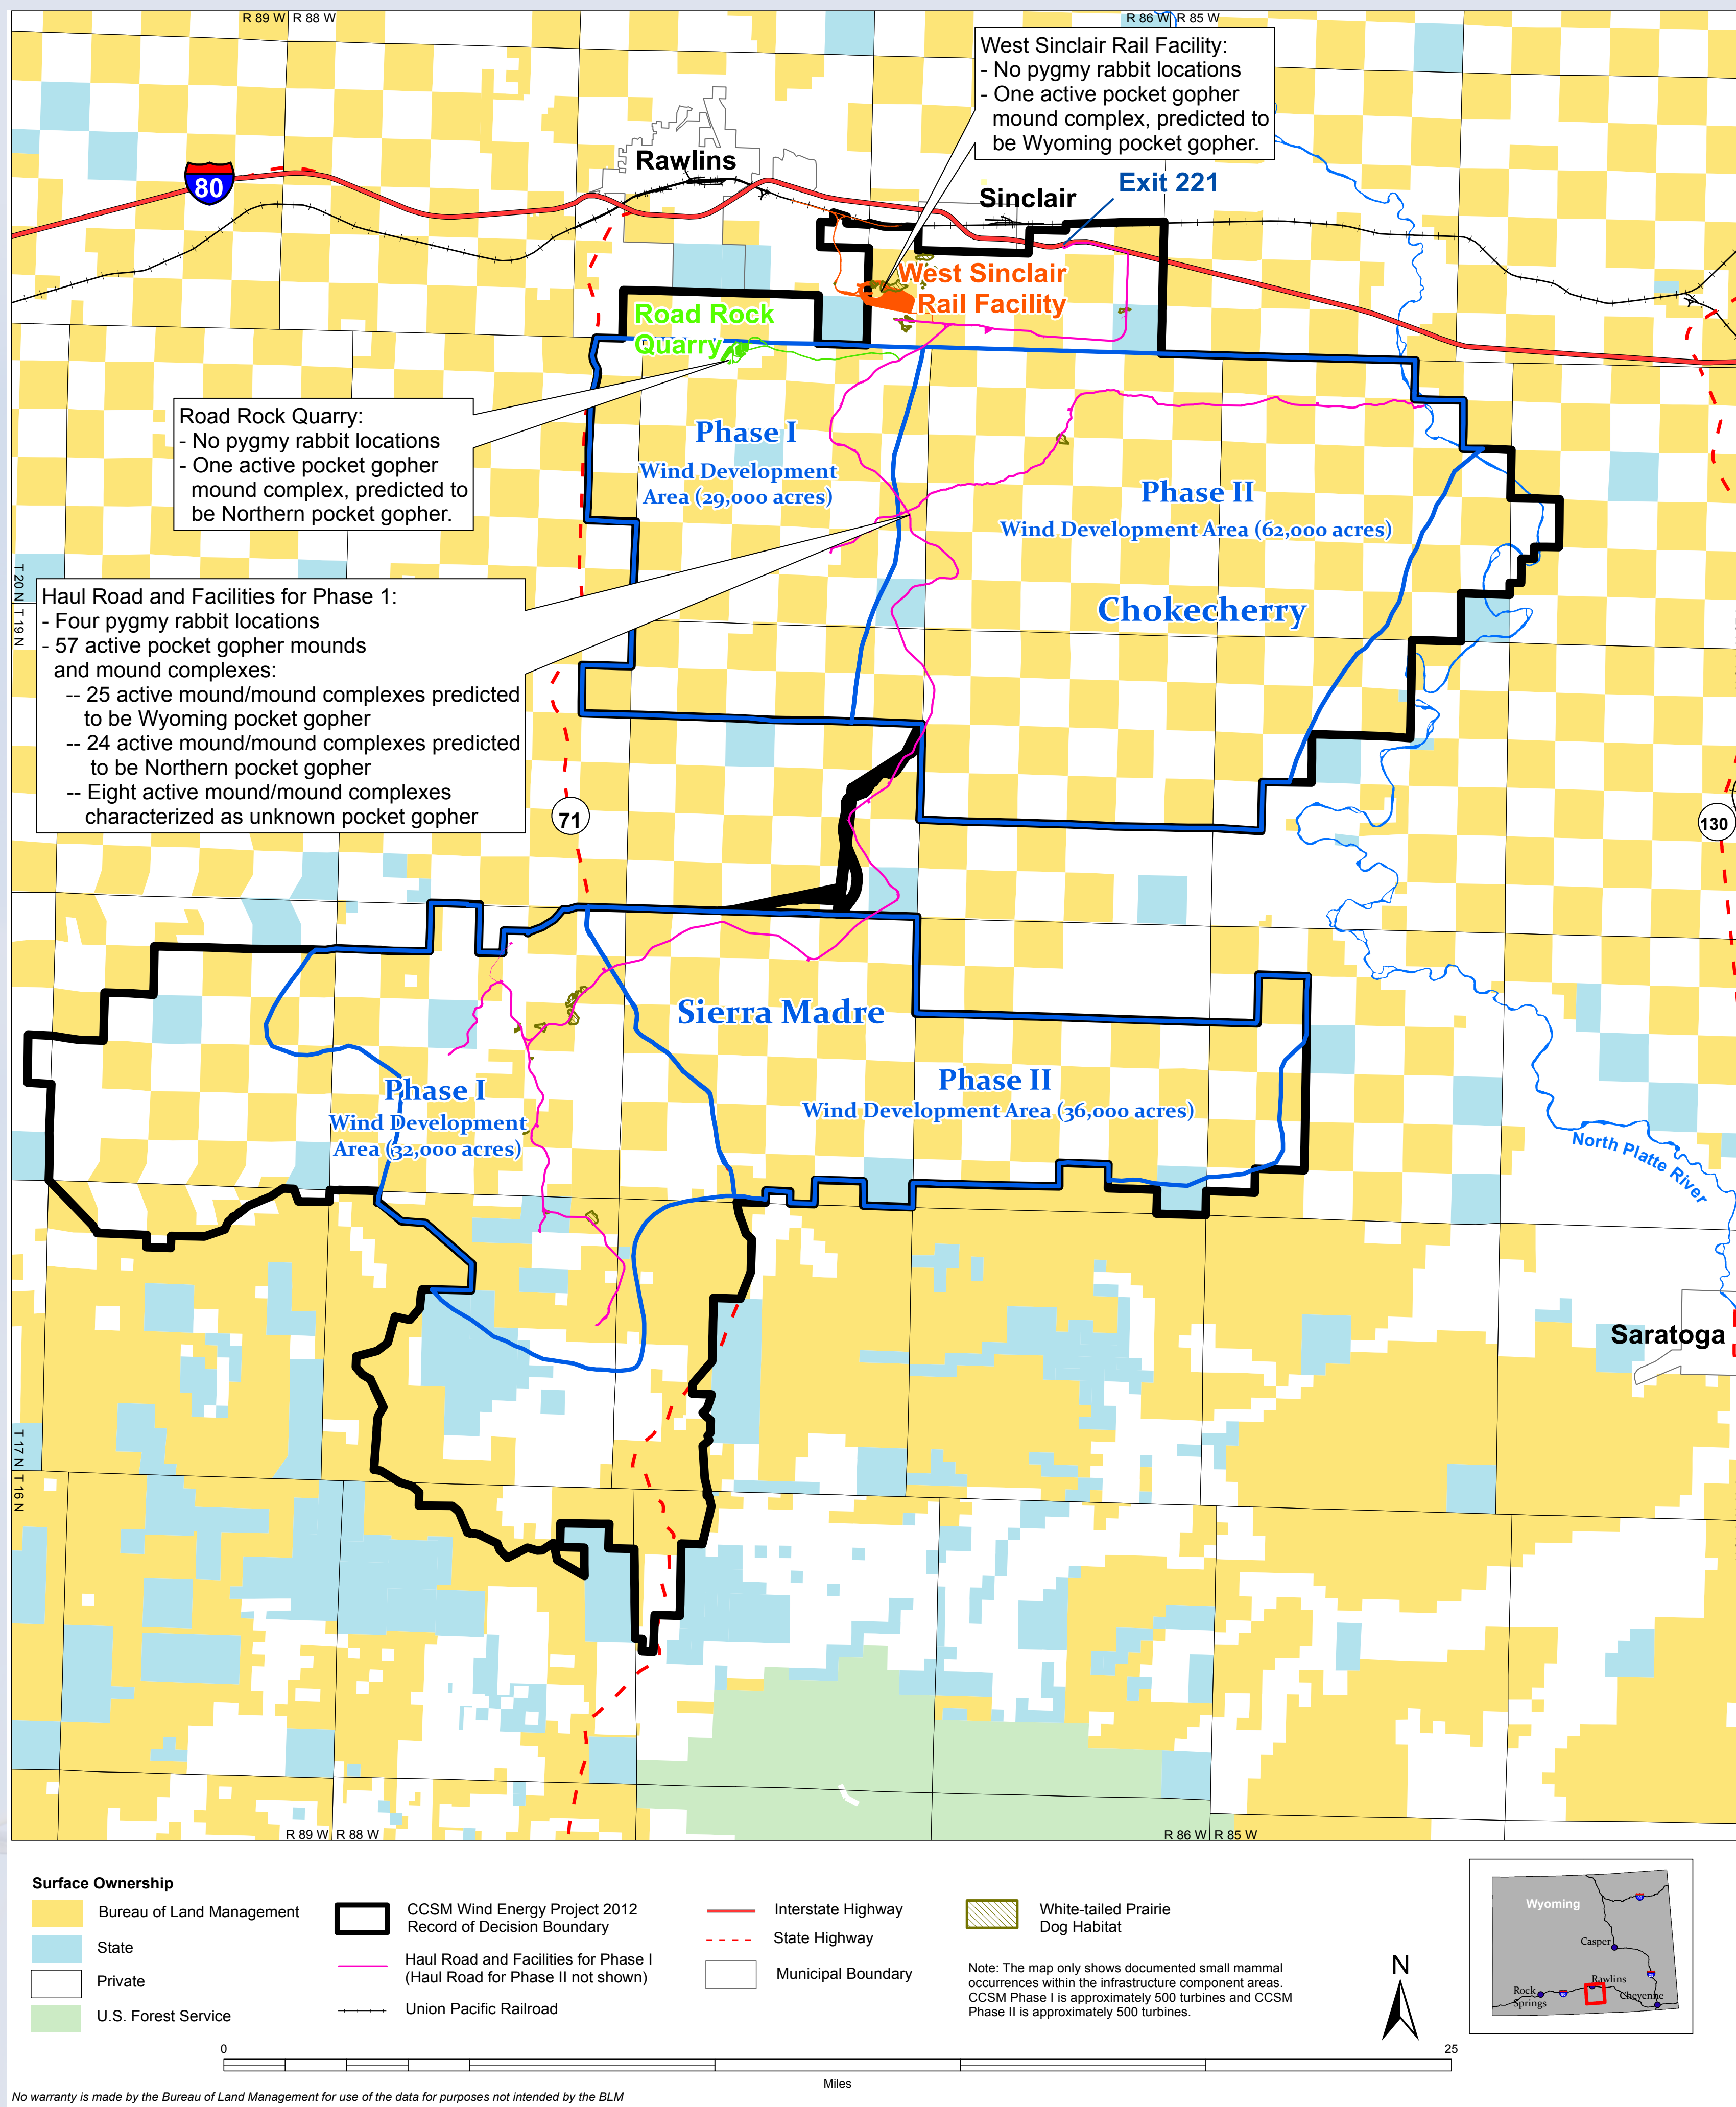 R 89 W R 88 W
R 86 W R 85 W
West Sinclair Rail Facility:
- No pygmy rabbit locations
- One active pocket gopher
mound complex, predicted to
be Wyoming pocket gopher.
80
Rawlins
Sinclair
Exit 221
West Sinclair
Rail Facility
Road Rock
Quarry
Road Rock Quarry:
- No pygmy rabbit locations
- One active pocket gopher
mound complex, predicted to
be Northern pocket gopher.
Phase I
Wind Development
Area (29,000 acres)
Phase II
Wind Development Area (62,000 acres)
Chokecherry
T 20 N T 19 N
Haul Road and Facilities for Phase 1:
- Four pygmy rabbit locations
- 57 active pocket gopher mounds
and mound complexes:
-- 25 active mound/mound complexes predicted
to be Wyoming pocket gopher
-- 24 active mound/mound complexes predicted
to be Northern pocket gopher
-- Eight active mound/mound complexes
characterized as unknown pocket gopher
71
130
Sierra Madre
Phase I
Wind Development
Area (32,000 acres)
Phase II
Wind Development Area (36,000 acres)
North Platte River
Saratoga
T 17 N T 16 N
R 89 W R 88 W
R 86 W R 85 W
Surface Ownership
Bureau of Land Management
State
Private
U.S. Forest Service
CCSM Wind Energy Project 2012
Record of Decision Boundary
Haul Road and Facilities for Phase I
(Haul Road for Phase II not shown)
Union Pacific Railroad
Interstate Highway
State Highway
Municipal Boundary
White-tailed Prairie
Dog Habitat
Note: The map only shows documented small mammal
occurrences within the infrastructure component areas.
CCSM Phase I is approximately 500 turbines and CCSM
Phase II is approximately 500 turbines.
N
Wyoming
Casper
Rawlins
Rock
Springs
Cheyenne
0
25
Miles
No warranty is made by the Bureau of Land Management for use of the data for purposes not intended by the BLM